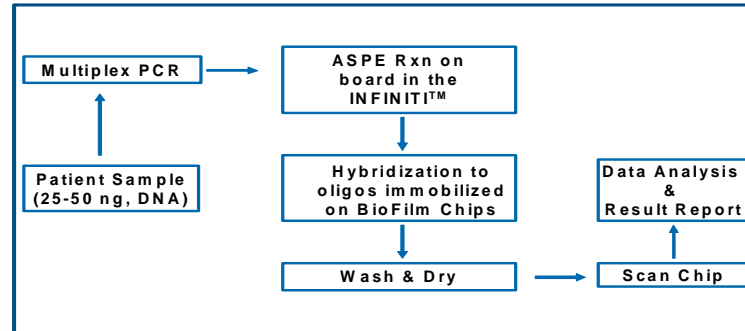 Multiplex PCR
ASPE Rxn on
board in the
INFINITI™
Patient Sample
(25-50 ng, DNA)
Hybridization to
oligos immobilized
on BioFilm Chips
Data Analysis
&
Result Report
Wash & Dry
Scan Chip